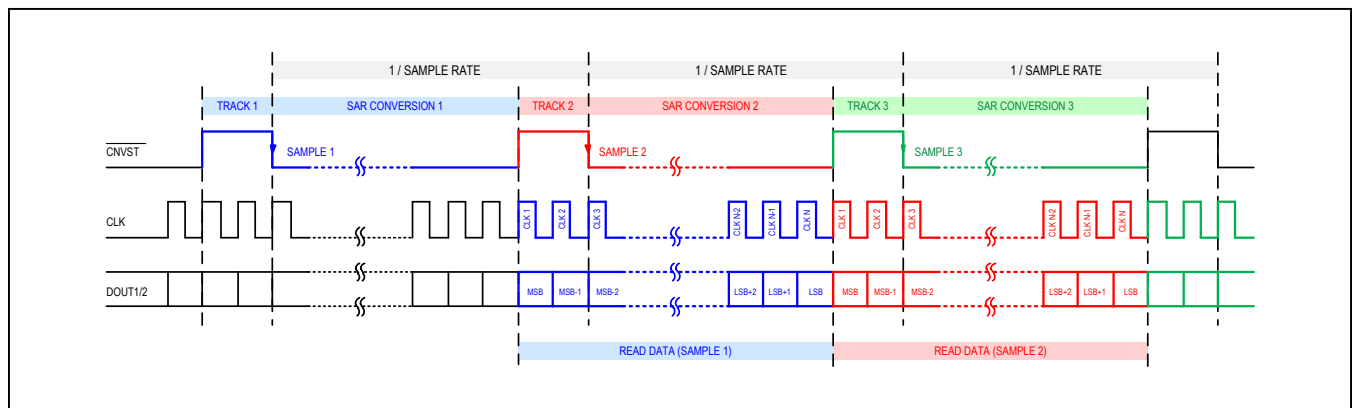 1 / SAMPLE RATE 1 / SAMPLE RATE 1 / SAMPLE RATE
TRACK 1 SAR CONVERSION 1 TRACK 2 SAR CONVERSION 2 TRACK 3 SAR CONVERSION 3
CNVST SAMPLE 1 SAMPLE 2 SAMPLE 3
CLK CLK 1 CLK 2 CLK 3 CLK N-2 CLK N-1 CLK N CLK 1 CLK 2 CLK 3 CLK N-2 CLK N-1 CLK N
DOUT1/2 MSB MSB-1 MSB-2 LSB+2 LSB+1 LSB MSB MSB-1 MSB-2 LSB+2 LSB+1 LSB
READ DATA (SAMPLE 1) READ DATA (SAMPLE 2)